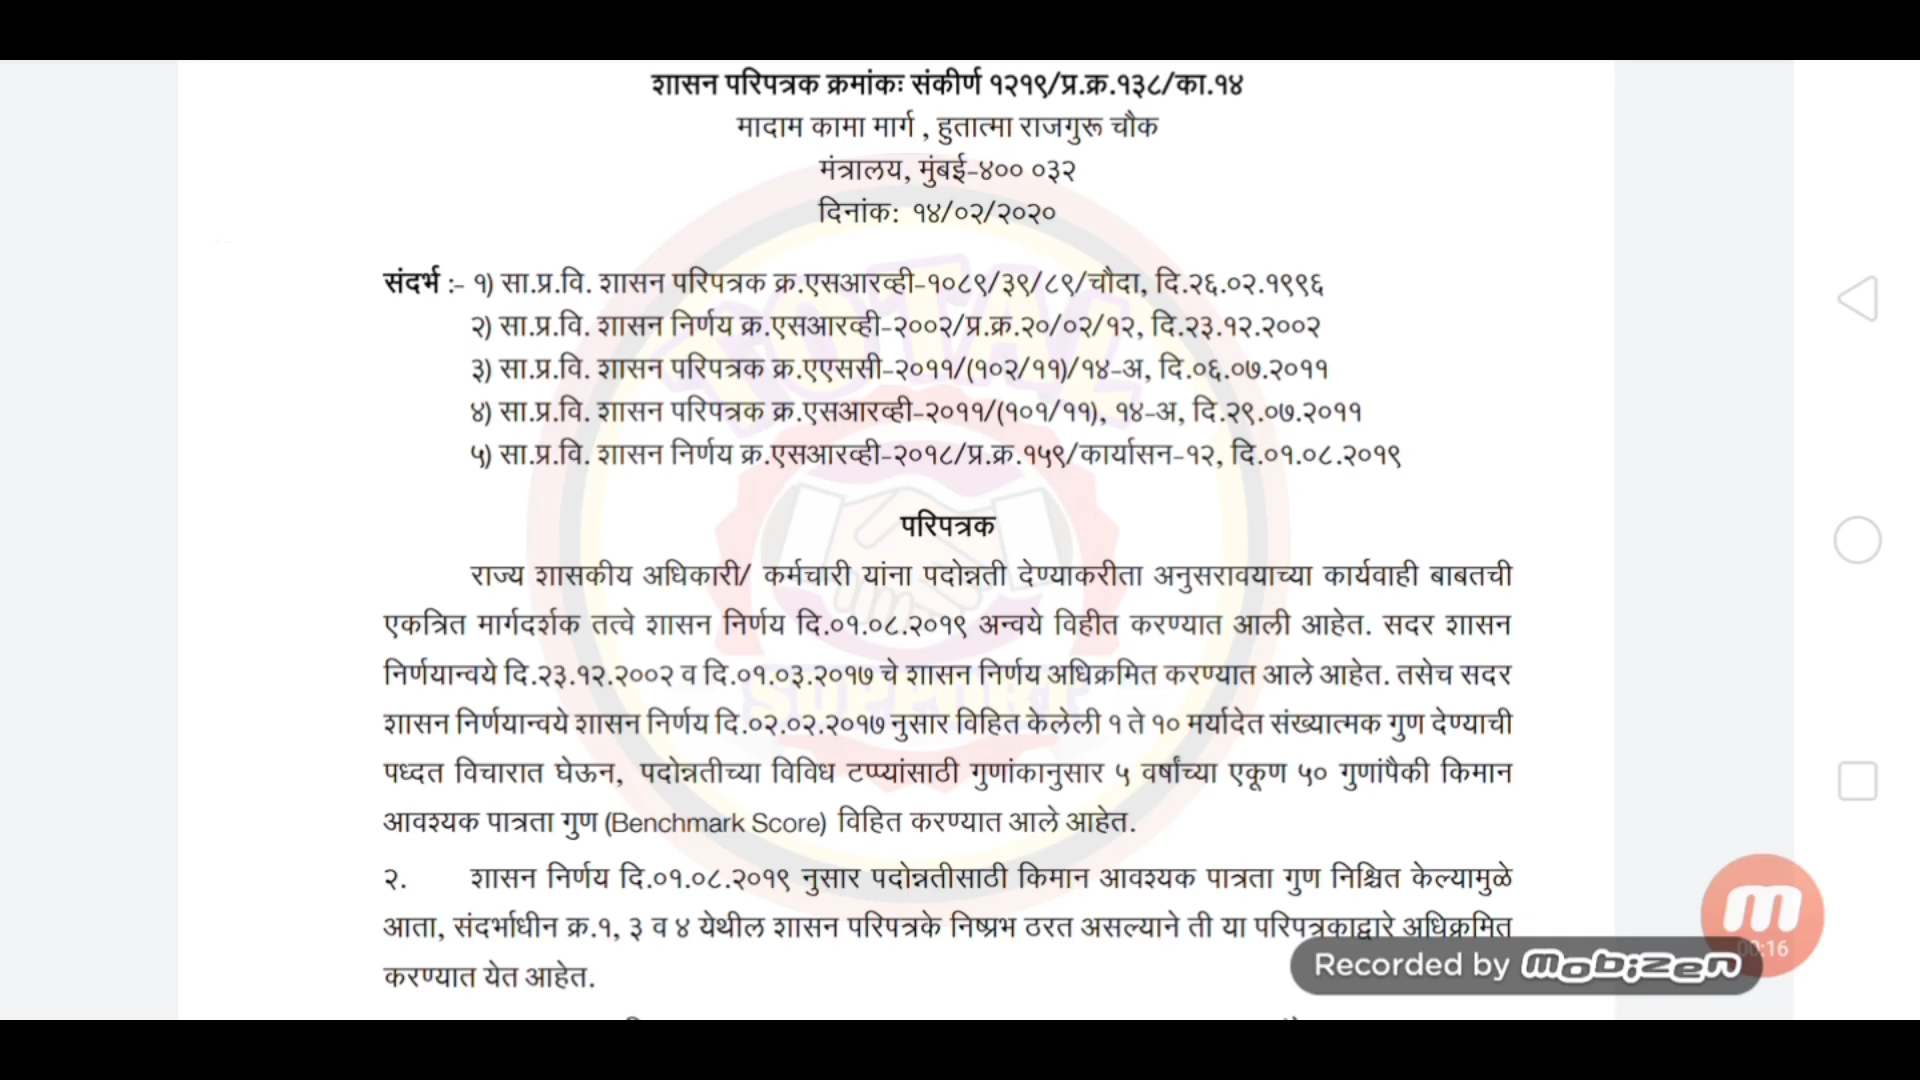 शासन परिपत्रक क्रमांकः संकीर्ण १२१९/प्र.क्र.१३८/का.१४
मादाम कामा मार्ग , हुतात्मा राजगुरू चौक
मंत्रालय, मुंबई-४०० ०३२
दिनांक: १४/०२/२०२०
संदर्भ :- १) सा.प्र.वि. शासन परिपत्रक क्र.एसआरव्ही-१०८९/३९/८९/चौदा, दि.२६.०२.१९९६
२) सा.प्र.वि. शासन निर्णय क्र.एसआरव्ही-२००२/प्र.क्र.२०/०२/१२, दि.२३.१२.२००२
३) सा.प्र.वि. शासन परिपत्रक क्र.एएससी-२०११/(१०२/११)/१४-अ, दि.०६.०७.२०११
४) सा.प्र.वि. शासन परिपत्रक क्र.एसआरव्ही-२०११/(१०१/११), १४-अ, दि.२९.०७.२०११
५) सा.प्र.वि. शासन निर्णय क्र.एसआरव्ही-२०१८/प्र.क्र.१५९/कार्यासन-१२, दि.०१.०८.२०१९
TOTAL
परिपत्रक
राज्य शासकीय अधिकारी/ कर्मचारी यांना पदोन्नती देण्याकरीता अनुसरावयाच्या कार्यवाही बाबतची
एकत्रित मार्गदर्शक तत्वे शासन निर्णय दि.०१.०८.२०१९ अन्वये विहीत करण्यात आली आहेत. सदर शासन
निर्णयान्वये दि.२३.१२.२००२ व दि.०१.०३.२०१७ चे शासन निर्णय अधिक्रमित करण्यात आले आहेत. तसेच सदर
SUPPORT
शासन निर्णयान्वये शासन निर्णय दि.०२.०२.२०१७ नुसार विहित केलेली १ ते १० मर्यादेत संख्यात्मक गुण देण्याची
पध्दत विचारात घेऊन, पदोन्नतीच्या विविध टप्प्यांसाठी गुणांकानुसार ५ वर्षांच्या एकूण ५० गुणांपैकी किमान
आवश्यक पात्रता गुण (Benchmark Score) विहित करण्यात आले आहेत.
२. शासन निर्णय दि.०१.०८.२०१९ नुसार पदोन्नतीसाठी किमान आवश्यक पात्रता गुण निश्चित केल्यामुळे
आता, संदर्भाधीन क्र.१, ३ व ४ येथील शासन परिपत्रके निष्प्रभ ठरत असल्याने ती या परिपत्रकाद्वारे अधिक्रमित
करण्यात येत आहेत.
00:16
Recorded by mobizen